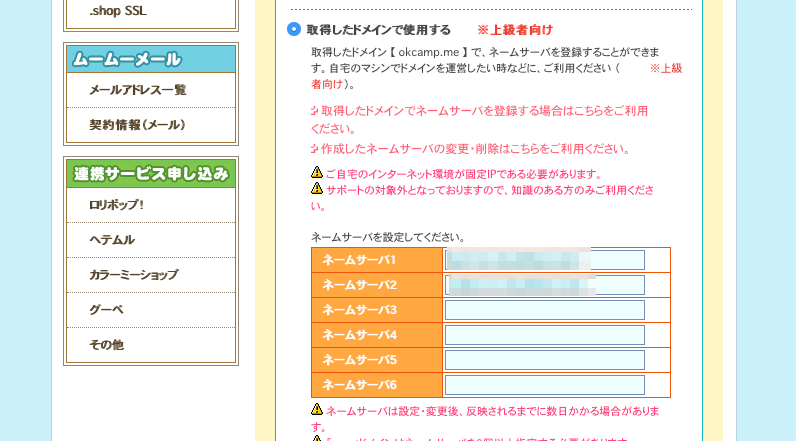 .shop SSL
ムームーメール
メールアドレス一覧
契約情報(メール)
連携サービス申し込み
ロリポップ!
ヘテムル
カラーミーショップ
グーペ
その他
取得したドメインで使用する　※上級者向け
取得したドメイン【 okcamp.me 】で、ネームサーバを登録することができま
す。自宅のマシンでドメインを運営したい時などに、ご利用ください (　※上級
者向け)。
取得したドメインでネームサーバを登録する場合はこちらをご利用
ください。
作成したネームサーバの変更・削除はこちらをご利用ください。
ご自宅のインターネット環境が固定IPである必要があります。
サポートの対象外となっておりますので、知識のある方のみご利用くださ
い。
ネームサーバを設定してください。
ネームサーバ1
ネームサーバ2
ネームサーバ3
ネームサーバ4
ネームサーバ5
ネームサーバ6
ネームサーバは設定・変更後、反映されるまでに数日かかる場合がありま
す。